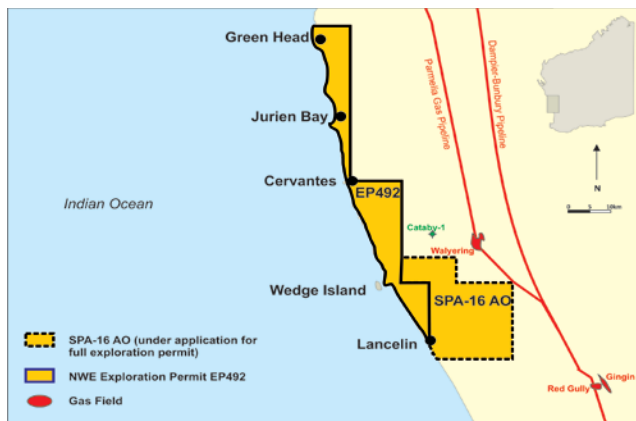 Green Head
Jurien Bay
Cervantes
EP492
Indian Ocean
Parmelia Gas Pipeline
Dampier-Bunbury Pipeline
N
0 5 10km
Cataby-1
Walyering
Wedge Island
SPA-16 AO
Lancelin
Red Gully
Gingin
SPA-16 AO (under application for
full exploration permit)
NWE Exploration Permit EP492
Gas Field